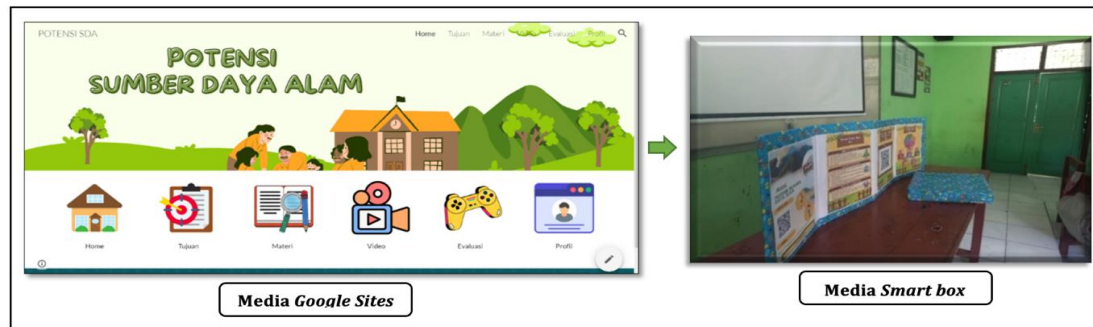 POTENSI SDA
Home Tujuan Materi Video Evaluasi Profil
POTENSI
SUMBER DAYA ALAM
Home Tujuan Materi Video Evaluasi Profil
Media Google Sites
Media Smart box